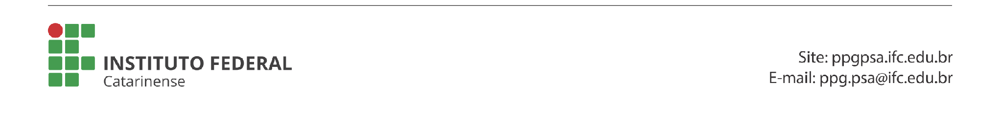 INSTITUTO FEDERAL
Catarinense
Site: ppgpsa.ifc.edu.br
E-mail: ppg.psa@ifc.edu.br